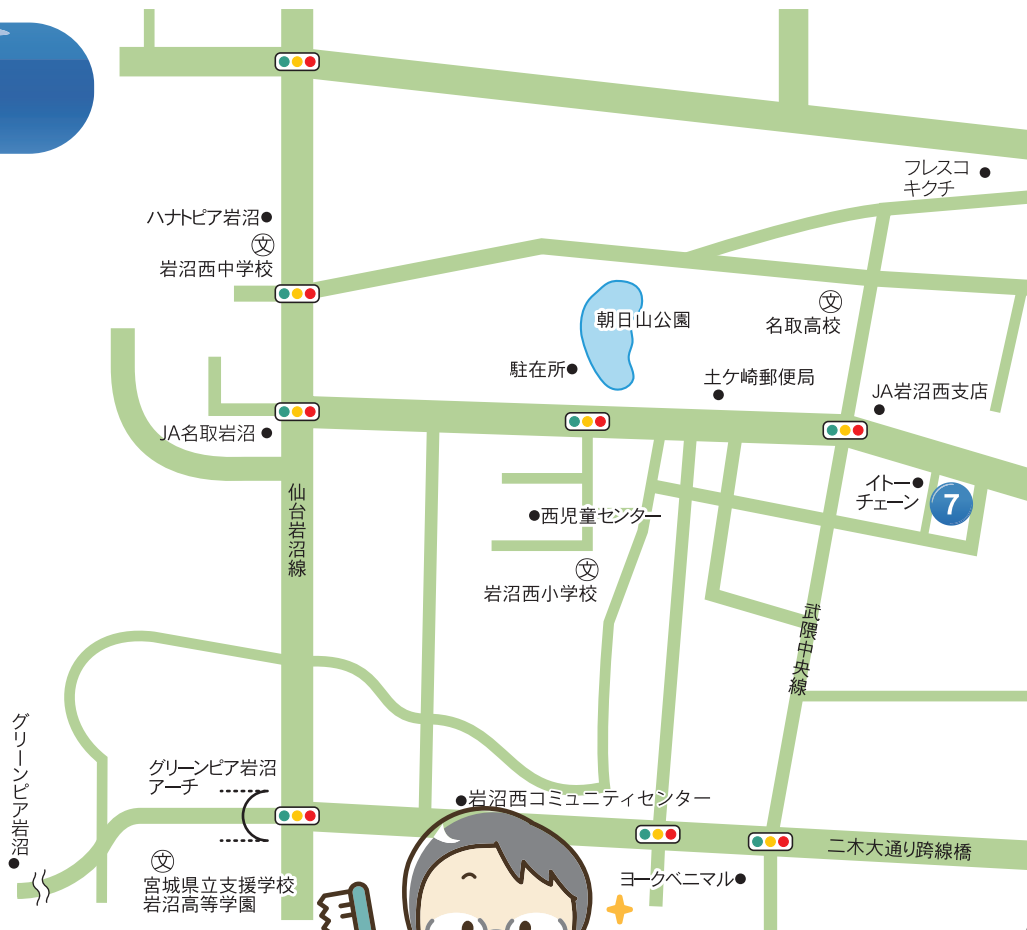 フレスコ
キクチ
ハナトピア岩沼
文
岩沼西中学校
朝日山公園
文
名取高校
駐在所
土ケ崎郵便局
JA岩沼西支店
JA名取岩沼
イトー
チェーン
7
仙台岩沼線
西児童センター
文
岩沼西小学校
武隈中央線
グリーンピア岩沼
グリーンピア岩沼
アーチ
岩沼西コミュニティセンター
二木大通り跨線橋
文
宮城県立支援学校
岩沼高等学園
ヨークベニマル